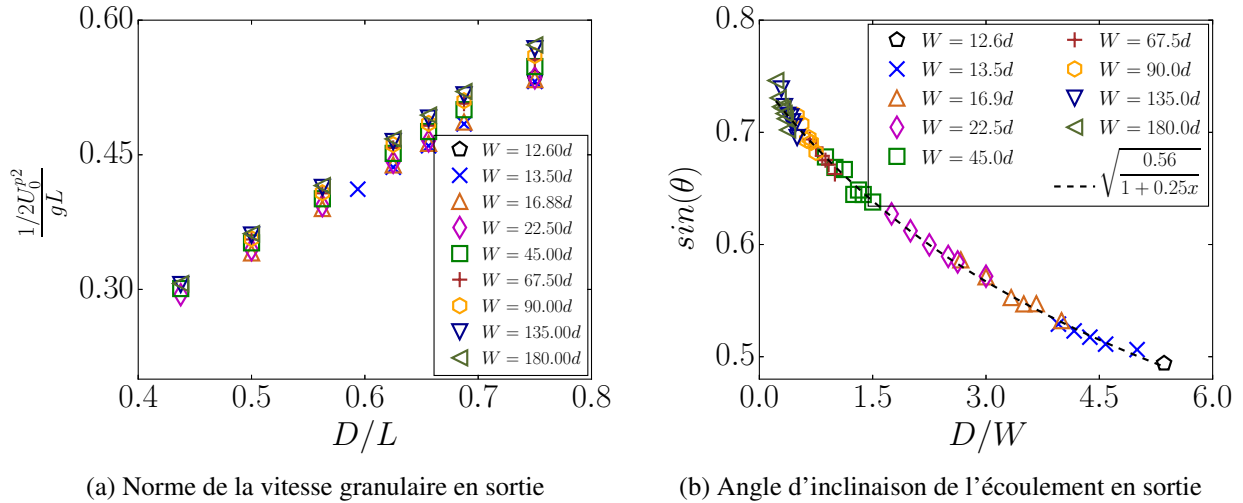 0.60
0.45
0.30
1/2U_0^{p2}
gL
0.4 0.5 0.6 0.7 0.8
D/L
W = 12.60d
W = 13.50d
W = 16.88d
W = 22.50d
W = 45.00d
W = 67.50d
W = 90.00d
W = 135.00d
W = 180.00d
(a) Norme de la vitesse granulaire en sortie
0.8
0.7
0.6
0.5
sin(θ)
0.0 1.5 3.0 4.5 6.0
D/W
W = 12.6d
W = 13.5d
W = 16.9d
W = 22.5d
W = 45.0d
W = 67.5d
W = 90.0d
W = 135.0d
W = 180.0d
√
0.56
1 + 0.25x
(b) Angle d'inclinaison de l'écoulement en sortie